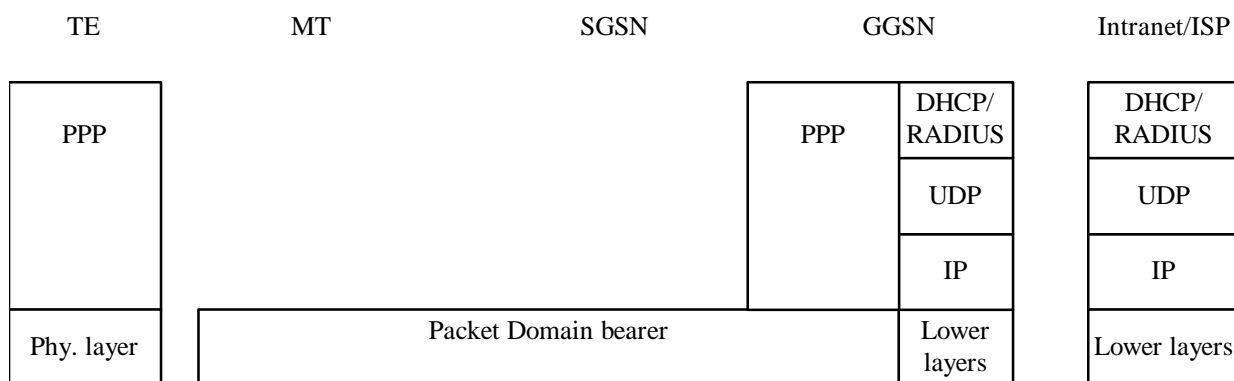 TE MT SGSN GGSN Intranet/ISP
PPP
PPP
DHCP/
RADIUS
DHCP/
RADIUS
UDP
UDP
IP
IP
Phy. layer
Packet Domain bearer
Lower
layers
Lower layers